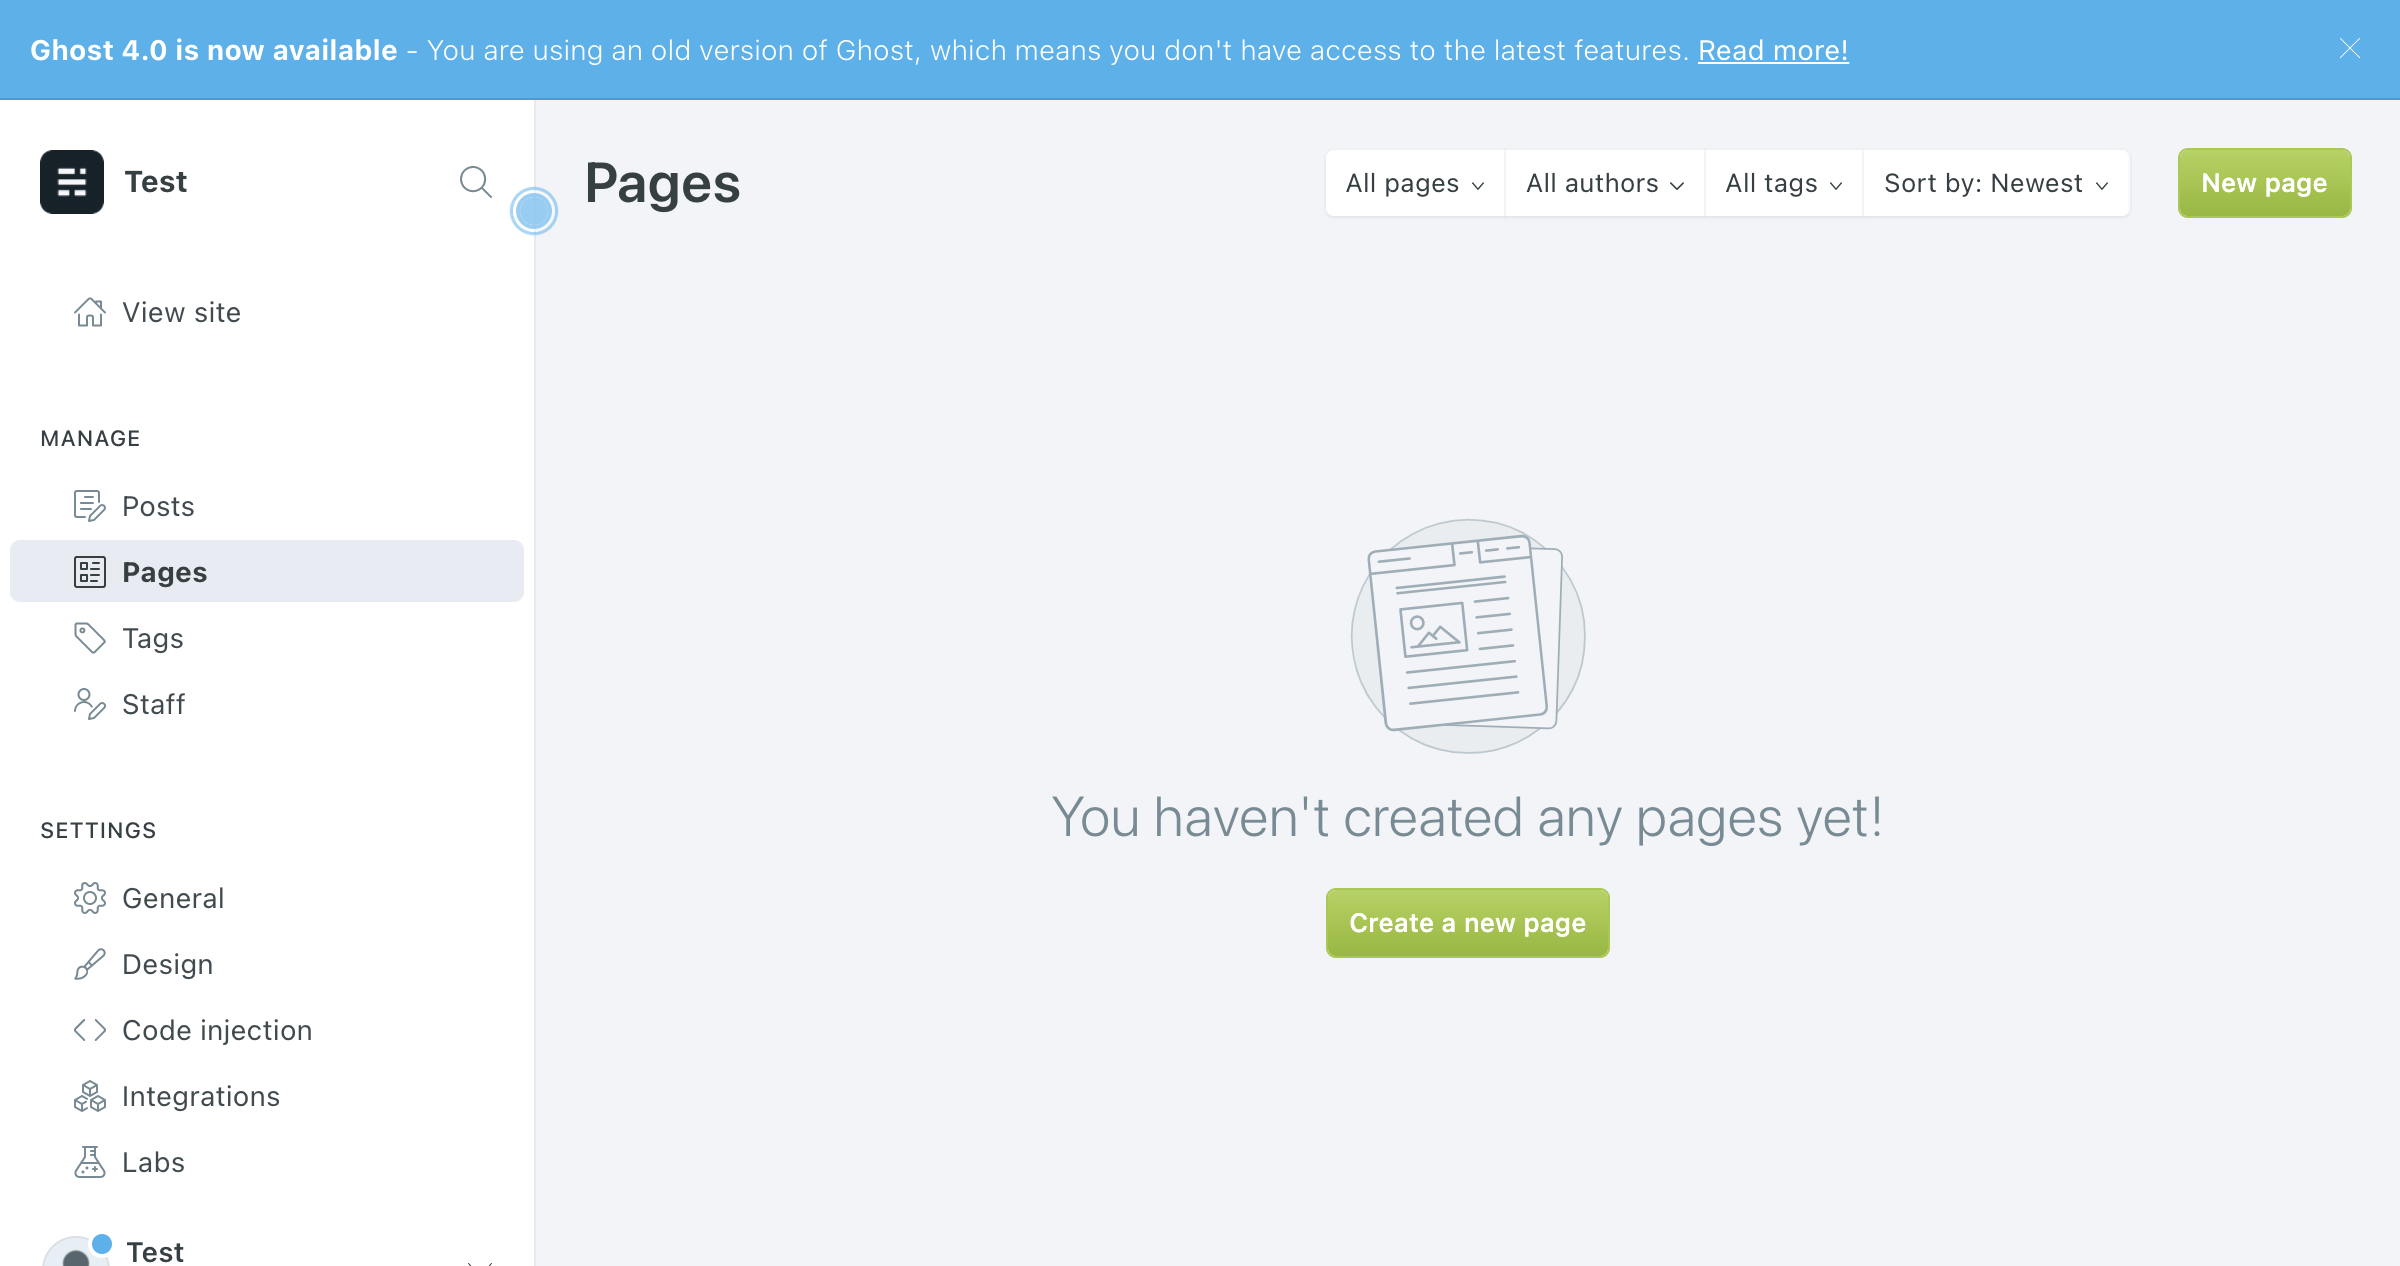 Ghost 4.0 is now available - You are using an old version of Ghost, which means you don't have access to the latest features. Read more!
Test
View site
MANAGE
Posts
Pages
Tags
Staff
SETTINGS
General
Design
Code injection
Integrations
Labs
Test
Pages
All pages
All authors
All tags
Sort by: Newest
New page
You haven't created any pages yet!
Create a new page